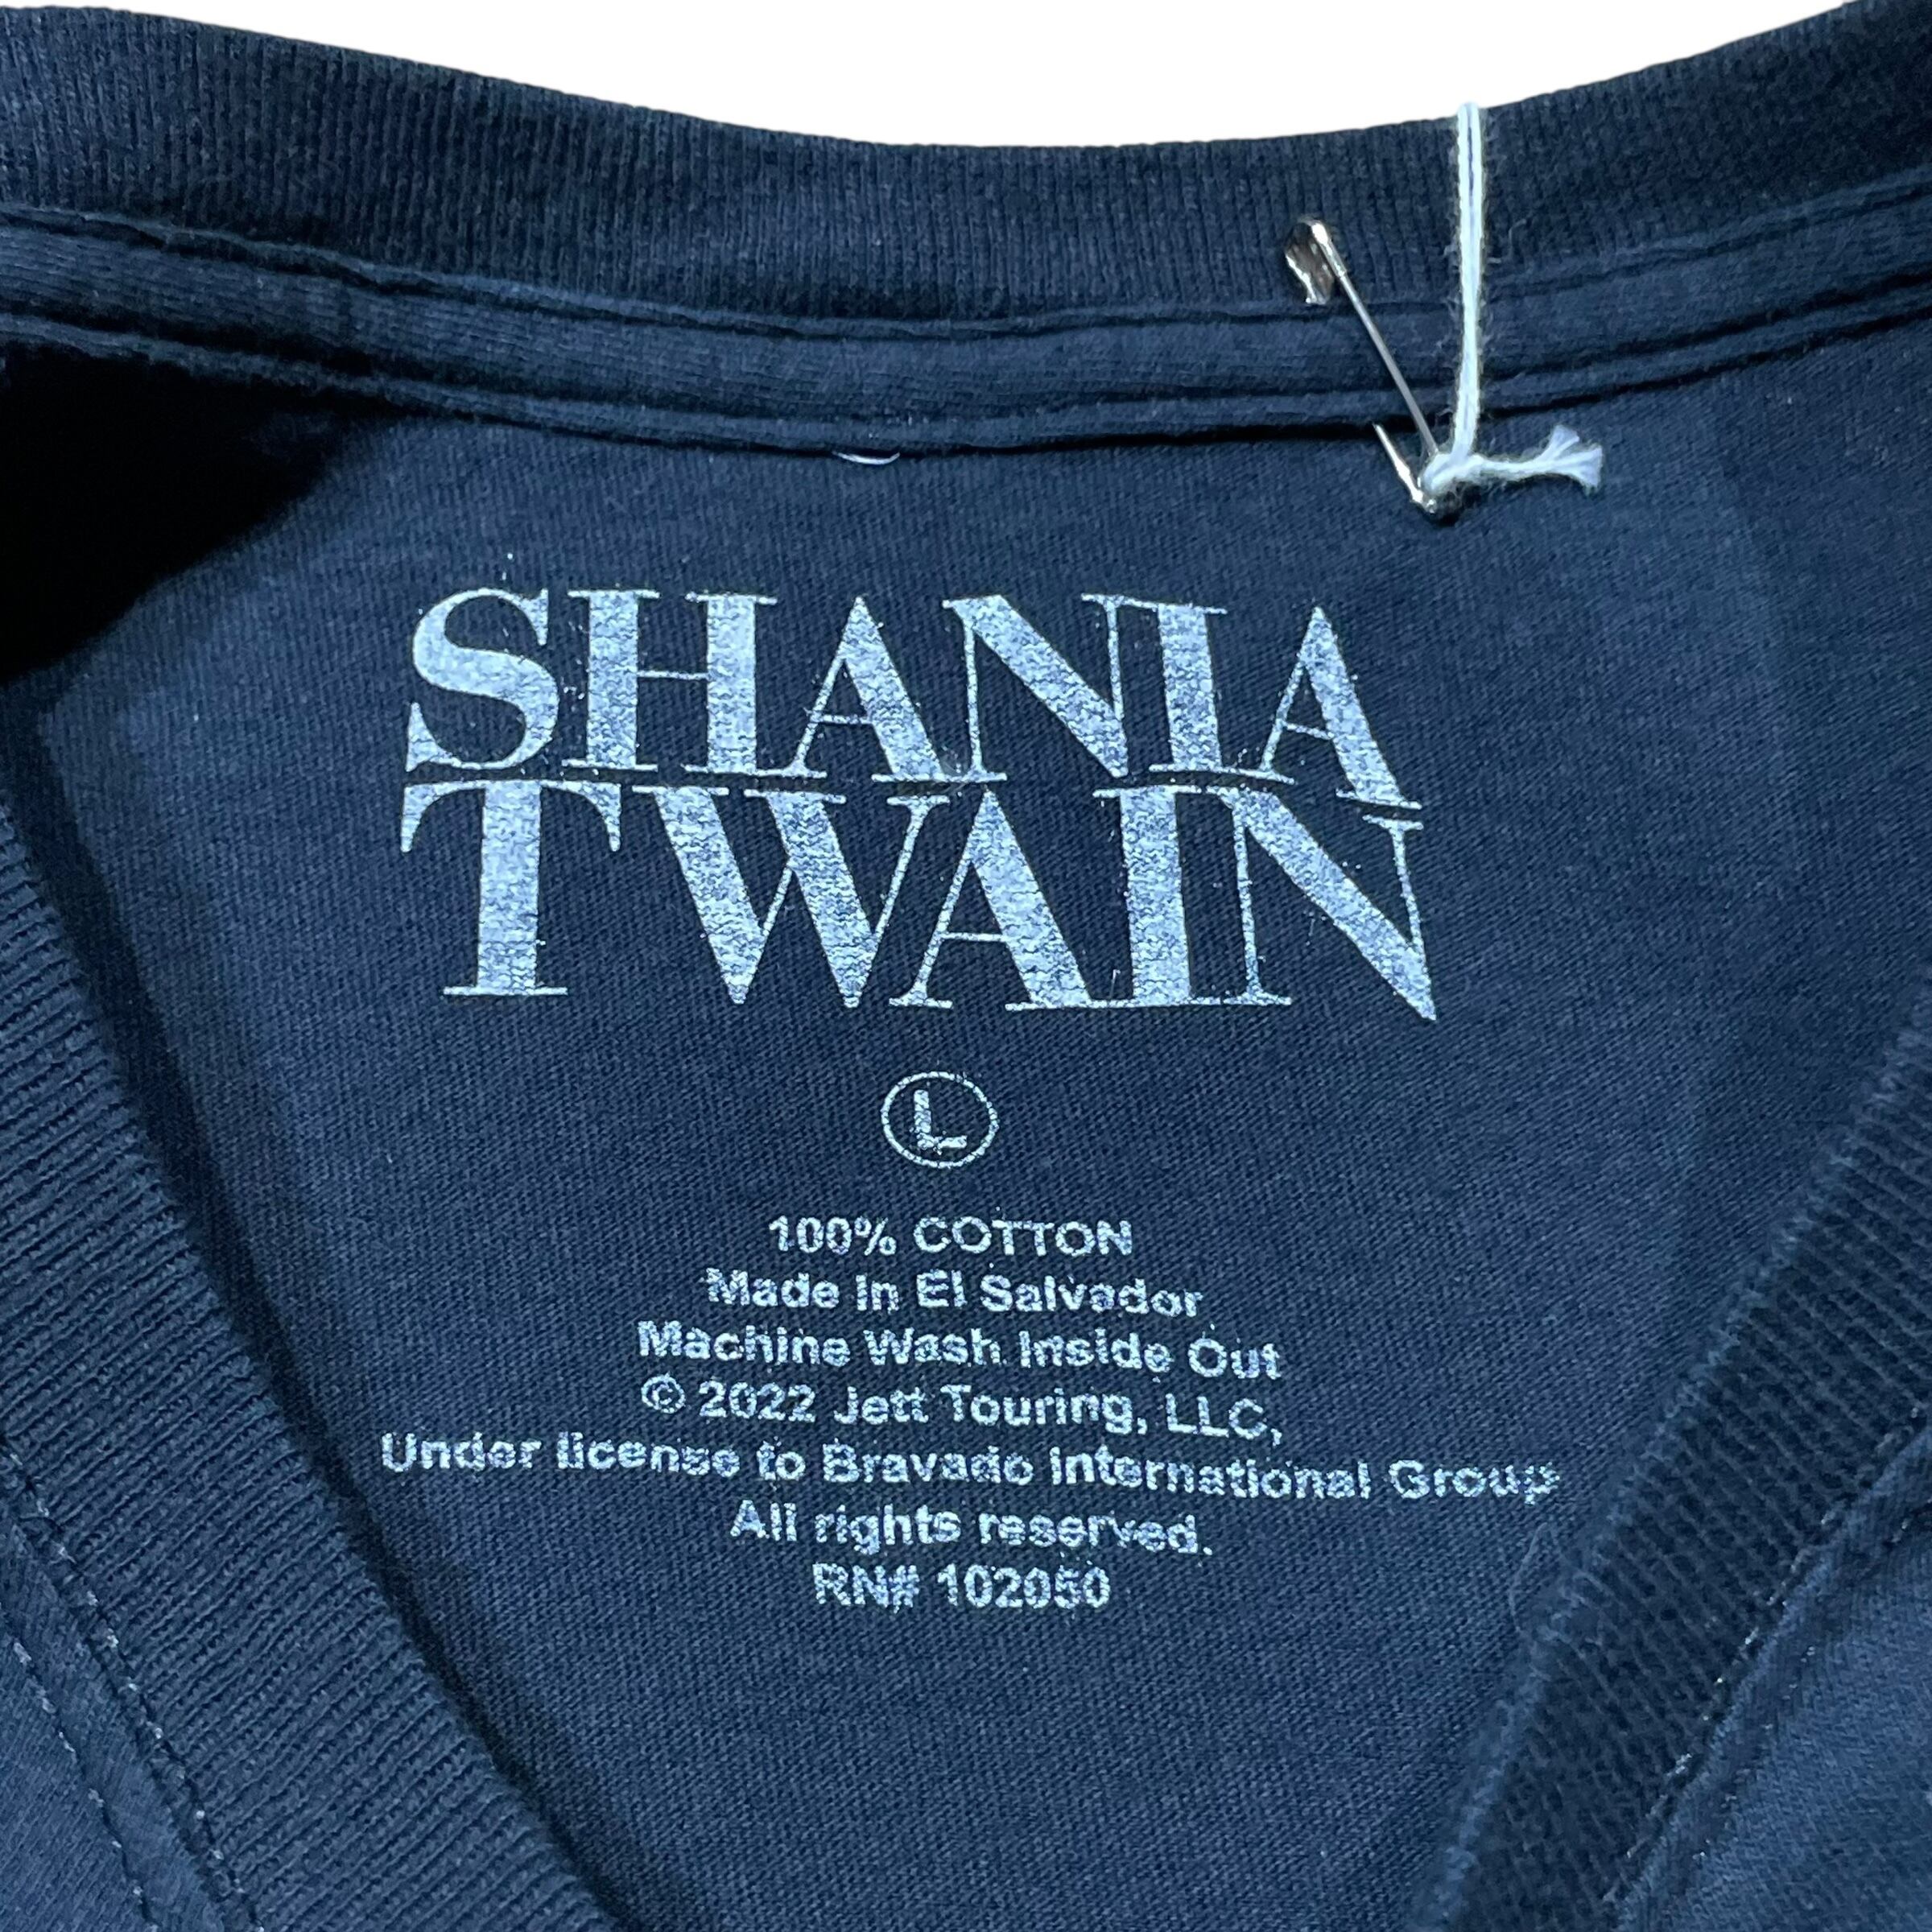 SHANIA
TWAIN
L
100% COTTON
Made In El Salvador
Machine Wash Inside Out
© 2022 Jett Touring, LLC,
Under license to Bravado International Group
All rights reserved.
RN# 102050